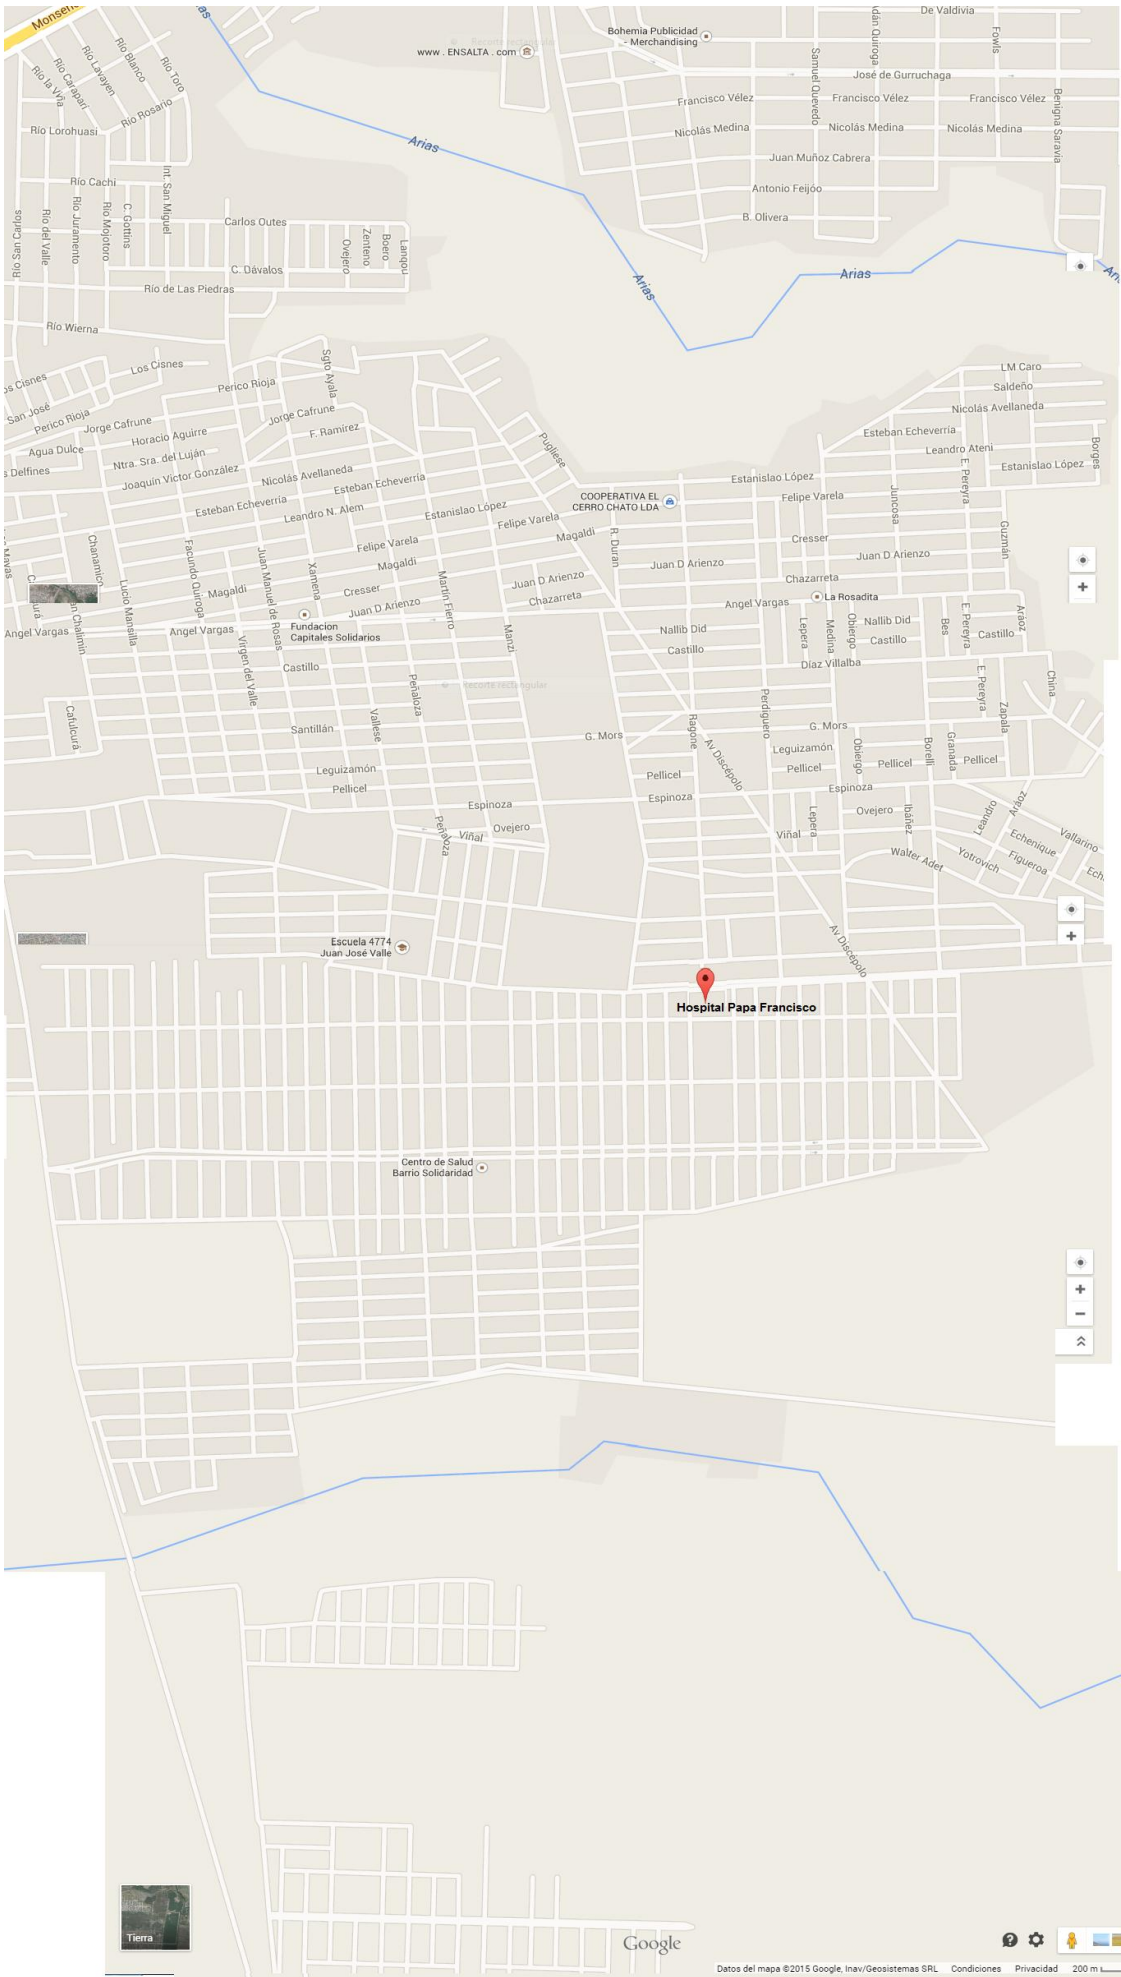 Monseñ
De Valdivia
Bohemia Publicidad
- Merchandising
www . ENSALTA . com
Recorte rectangular
Río Toro
Río Blanco
Río Lavayen
Río Caraparí
Río la Viña
Río Rosario
Río Lorohuasi
Samuel Quevedo
Fowls
José de Gurruchaga
Francisco Vélez
Francisco Vélez
Francisco Vélez
Nicolás Medina
Nicolás Medina
Nicolás Medina
Benigna Saravia
Juan Muñoz Cabrera
Antonio Feijóo
B. Olivera
Arias
Arias
Arias
Río Cachi
Int. San Miguel
Río San Carlos
Río del Valle
Río Juramento
Río Mojotoro
C. Gottins
Carlos Outes
Ovejero
Zenteno
Boero
Langou
C. Dávalos
Río de Las Piedras
Río Wierna
Los Cisnes
San José
Perico Rioja
Perico Rioja
Sgto Ayala
Jorge Cafrune
Jorge Cafrune
Horacio Aguirre
F. Ramírez
Agua Dulce
Ntra. Sra. del Luján
s Delfines
Joaquín Victor González
Nicolás Avellaneda
Esteban Echeverría
Esteban Echeverría
Leandro N. Alem
Estanislao López
Felipe Varela
Felipe Varela
Magaldi
Magaldi
Magaldi
Pugliese
COOPERATIVA EL
CERRO CHATO LDA
LM Caro
Saldeño
Nicolás Avellaneda
Esteban Echeverría
Leandro Ateni
Estanislao López
Estanislao López
Borges
E. Pereyra
Felipe Varela
Juncosa
Guzmán
Cresser
Juan D Arienzo
Chazarreta
Chanamico
Lucio Mansilla
Facundo Quiroga
Juan Manuel de Rosas
Xamena
Cresser
Juan D Arienzo
Martín Fierro
Juan D Arienzo
Chazarreta
R. Duran
Juan D Arienzo
Angel Vargas
La Rosadita
Angel Vargas
Angel Vargas
Fundacion
Capitales Solidarios
Virgen del Valle
Castillo
Manzi
Nallib Did
Castillo
Lepera
Medina
Obiergo
Nallib Did
Castillo
Bes
E. Pereyra
Castillo
Aráoz
Díaz Villalba
China
Recorte rectangular
Peñaloza
Vallese
Cafulcurá
Santillán
Leguizamón
Pellicel
G. Mors
Ragone
Perdiguero
Av Discépolo
G. Mors
Leguizamón
E. Pereyra
Zapala
Pellicel
Pellicel
Obiergo
Pellicel
Borelli
Granada
Pellicel
Espinoza
Espinoza
Espinoza
Ovejero
Viñal
Peñaloza
Viñal
Lepera
Ovejero
Ibáñez
Leandro
Aráoz
Vallarino
Echenique
Figueroa
Yotrovich
Walter Adet
Ech
Av Discépolo
Escuela 4774
Juan José Valle
Hospital Papa Francisco
Centro de Salud
Barrio Solidaridad
Tierra
Google
Datos del mapa ©2015 Google, Inav/Geosistemas SRL Condiciones Privacidad 200 m